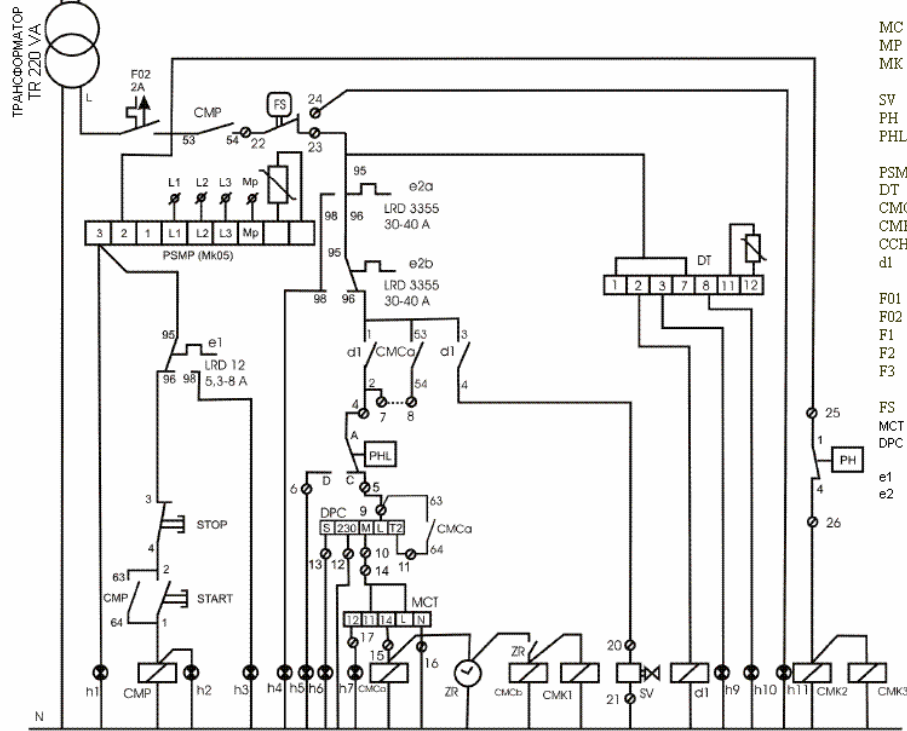 ТРАНСФОРМАТОР
TR 220 VA
L
F02
2A
CMP
FS
24
53
54
22
23
MC
MP
MK
SV
PH
PHL
PSM
DT
CMC
CMK
CCH
d1
F01
F02
F1
F2
F3
FS
MCT
DPC
e1
e2
L1
L2
L3
Mp
3
2
1
L1
L2
L3
Mp
PSMP (Mk05)
95
e2a
98
96
LRD 3355
30-40 A
95
e2b
98
96
LRD 3355
30-40 A
DT
1
2
3
7
8
11
12
95
e1
96
98
LRD 12
5,3-8 A
1
53
3
d1
CMCa
d1
2
54
4
4
7
8
A
PHL
D
C
6
5
25
1
PH
4
26
3
STOP
4
DPC
9
63
S
230
M
L
T2
CMCa
13
12
10
11
64
14
63
2
CMP
START
64
1
MCT
12
11
14
L
N
17
15
16
ZR
20
21
h1
CMP
h2
h3
h4
h5
h6
h7
CMCa
ZR
CMCb
CMK1
SV
d1
h9
h10
h11
CMK2
CMK3
N